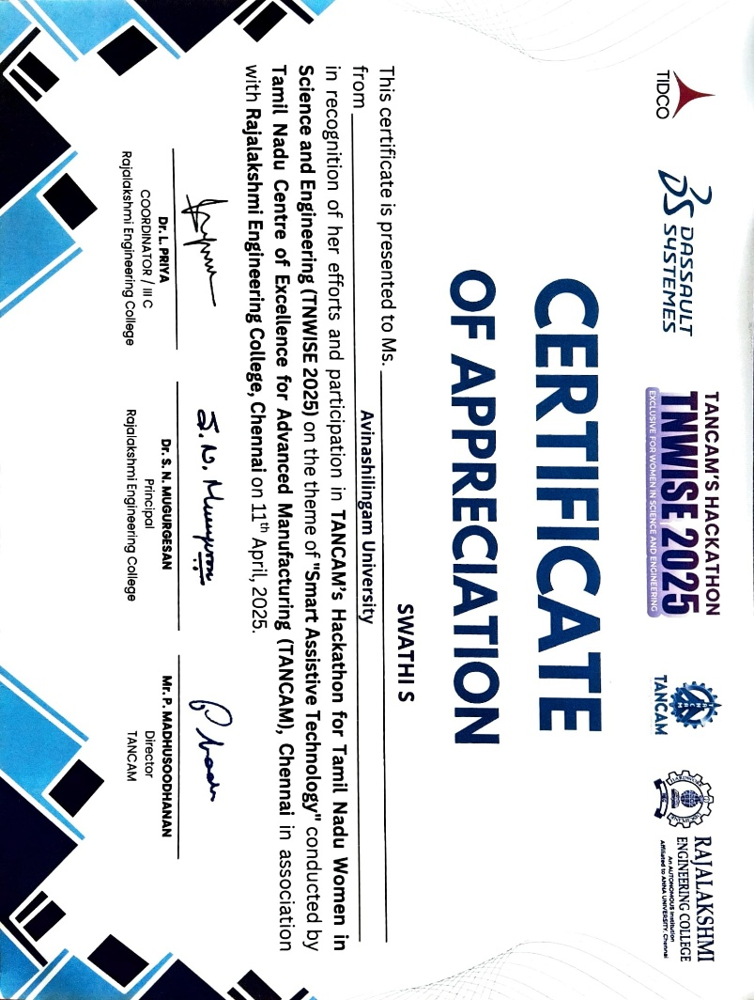 TIDCO
DASSAULT
SYSTEMES
TANCAM'S HACKATHON
TNWISE 2025
EXCLUSIVE FOR WOMEN IN SCIENCE AND ENGINEERING
TANCAM
RAJALAKSHMI
ENGINEERING COLLEGE
An AUTONOMOUS Institution
Affiliated to ANNA UNIVERSITY, Chennai
CERTIFICATE
OF APPRECIATION
This certificate is presented to Ms. SWATHI S
from Avinashilingam University
in recognition of her efforts and participation in TANCAM's Hackathon for Tamil Nadu Women in
Science and Engineering (TNWISE 2025) on the theme of "Smart Assistive Technology" conducted by
Tamil Nadu Centre of Excellence for Advanced Manufacturing (TANCAM), Chennai in association
with Rajalakshmi Engineering College, Chennai on 11th April, 2025.
Dr. L. PRIYA
COORDINATOR / III C
Rajalakshmi Engineering College
Dr. S. N. MUGURGESAN
Principal
Rajalakshmi Engineering College
Mr. P. MADHUSOODHANAN
Director
TANCAM